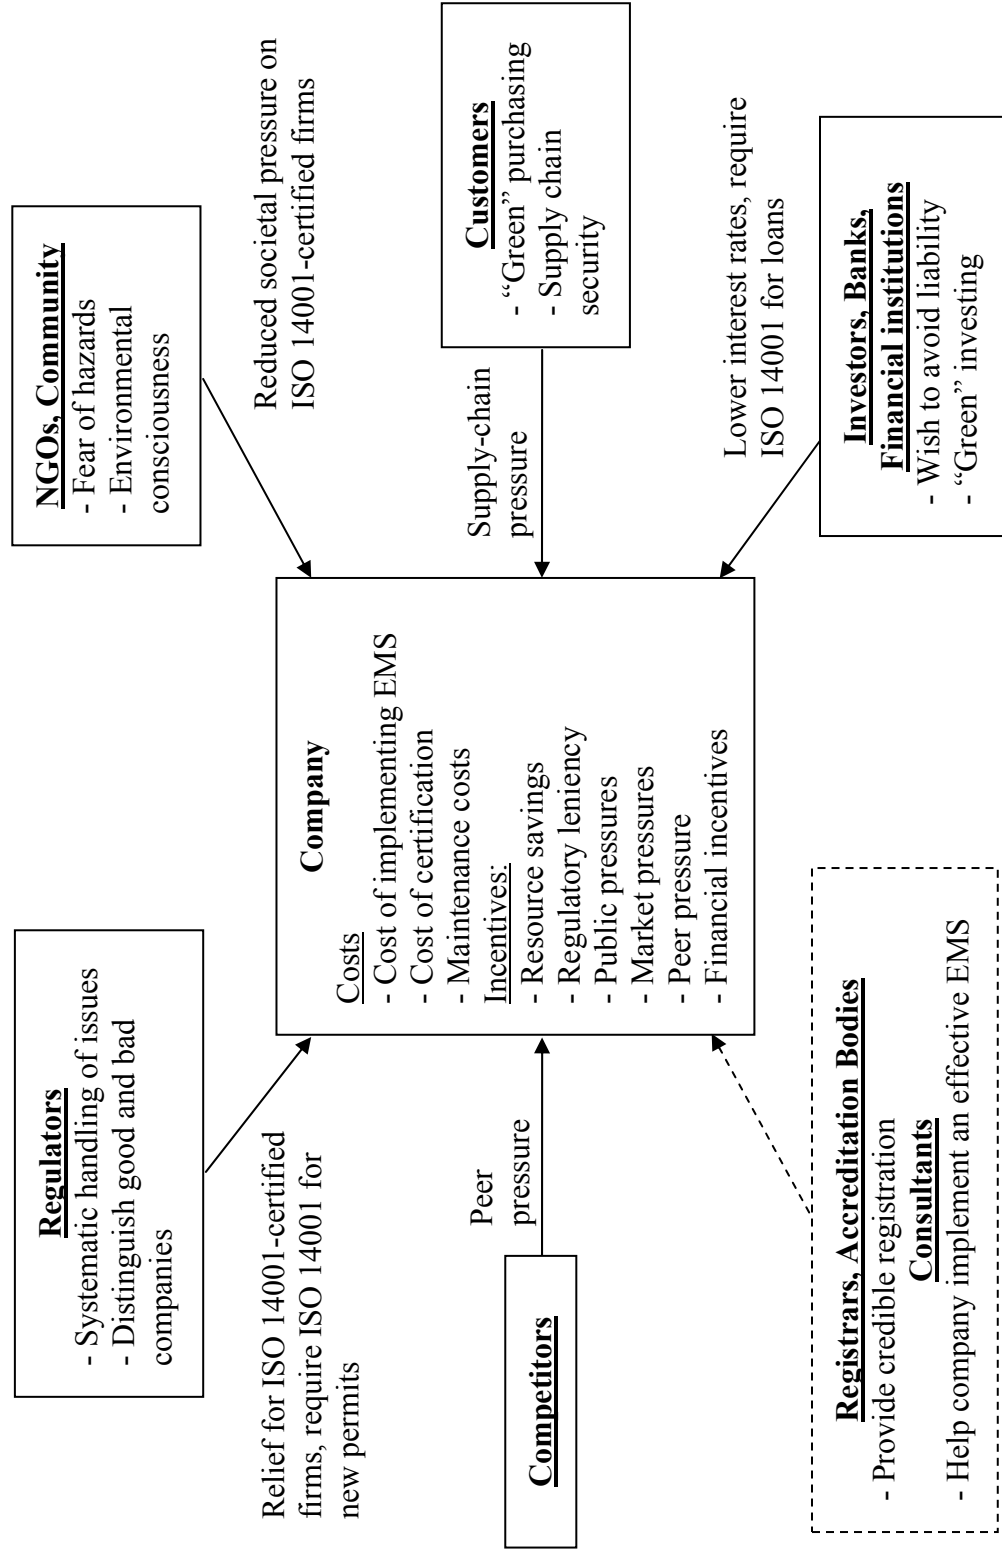 Regulators
- Systematic handling of issues
- Distinguish good and bad
companies
NGOs, Community
- Fear of hazards
- Environmental
consciousness
Relief for ISO 14001-certified
firms, require ISO 14001 for
new permits
Reduced societal pressure on
ISO 14001-certified firms
Competitors
Peer
pressure
Company
Costs
- Cost of implementing EMS
- Cost of certification
- Maintenance costs
Incentives:
- Resource savings
- Regulatory leniency
- Public pressures
- Market pressures
- Peer pressure
- Financial incentives
Supply-chain
pressure
Customers
- “Green” purchasing
- Supply chain
security
Registrars, Accreditation Bodies
- Provide credible registration
Consultants
- Help company implement an effective EMS
Lower interest rates, require
ISO 14001 for loans
Investors, Banks,
Financial institutions
- Wish to avoid liability
- “Green” investing